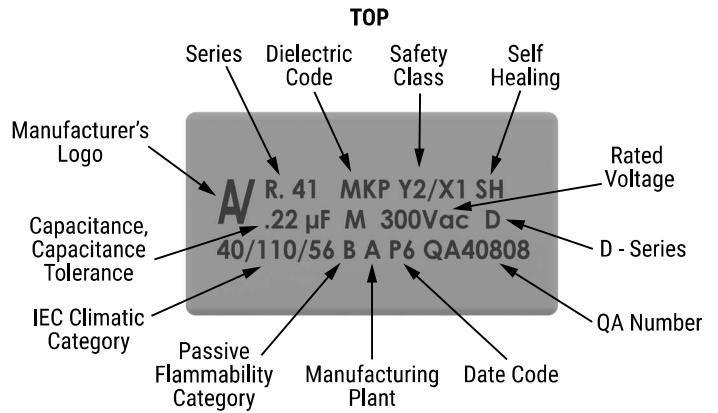 TOP
Series
Dielectric
Code
Safety
Class
Self
Healing
Manufacturer's
Logo
Rated
Voltage
R. 41 MKP Y2/X1 SH
.22 µF M 300Vac D
40/110/56 B A P6 QA40808
Capacitance,
Capacitance
Tolerance
D - Series
IEC Climatic
Category
QA Number
Passive
Flammability
Category
Manufacturing
Plant
Date Code